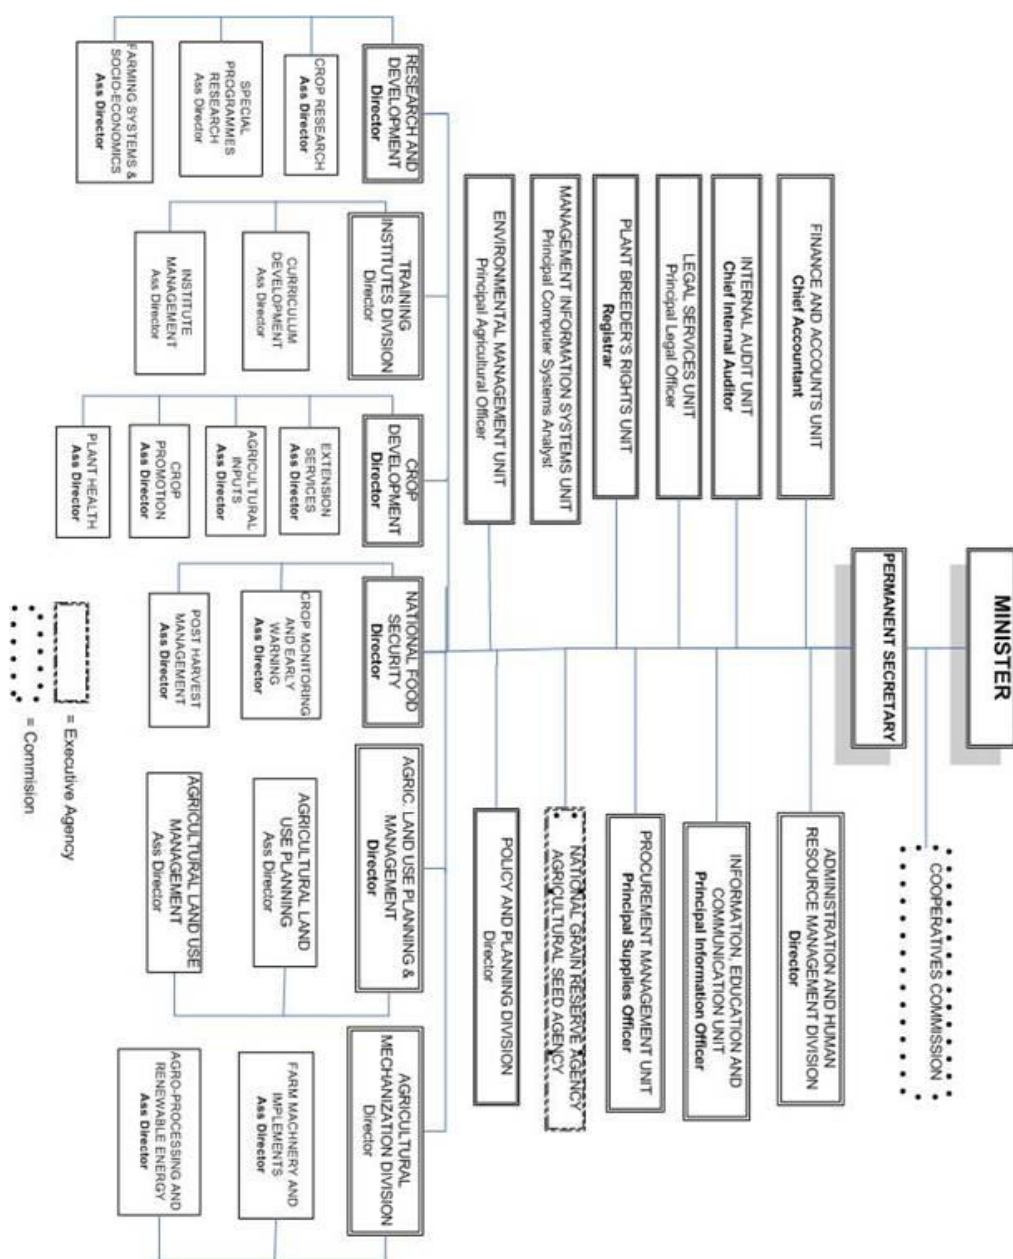 MINISTER
COOPERATIVES COMMISSION
PERMANENT SECRETARY
FINANCE AND ACCOUNTS UNIT
Chief Accountant
ADMINISTRATION AND HUMAN
RESOURCE MANAGEMENT DIVISION
Director
INTERNAL AUDIT UNIT
Chief Internal Auditor
INFORMATION, EDUCATION AND
COMMUNICATION UNIT
Principal Information Officer
LEGAL SERVICES UNIT
Principal Legal Officer
PLANT BREEDER'S RIGHTS UNIT
Registrar
PROCUREMENT MANAGEMENT UNIT
Principal Supplies Officer
MANAGEMENT INFORMATION SYSTEMS UNIT
Principal Computer Systems Analyst
NATIONAL GRAIN RESERVE AGENCY
AGRICULTURAL SEED AGENCY
ENVIRONMENTAL MANAGEMENT UNIT
Principal Agricultural Officer
POLICY AND PLANNING DIVISION
Director
RESEARCH AND
DEVELOPMENT
Director
CROP RESEARCH
Ass Director
SPECIAL
PROGRAMMES
RESEARCH
Ass Director
FARMING SYSTEMS &
SOCIO-ECONOMICS
Ass Director
TRAINING
INSTITUTES DIVISION
Director
CURICULUM
DEVELOPMENT
Ass Director
INSTITUTE
MANAGEMENT
Ass Director
CROP
DEVELOPMENT
Director
EXTENSION
SERVICES
Ass Director
AGRICULTURAL
INPUTS
Ass Director
CROP
PROMOTION
Ass Director
PLANT HEALTH
Ass Director
NATIONAL FOOD
SECURITY
Director
CROP MONITORING
AND EARLY
WARNING
Ass Director
POST HARVEST
MANAGEMENT
Ass Director
AGRIC. LAND USE PLANNING &
MANAGEMENT
Director
AGRICULTURAL LAND
USE PLANNING
Ass Director
AGRICULTURAL LAND USE
MANAGEMENT
Ass Director
AGRICULTURAL
MECHANIZATION DIVISION
Director
FARM MACHNERY AND
IMPLEMENTS
Ass Director
AGRO-PROCESSING AND
RENEWABLE ENERGY
Ass Director
= Executive Agency
= Commision